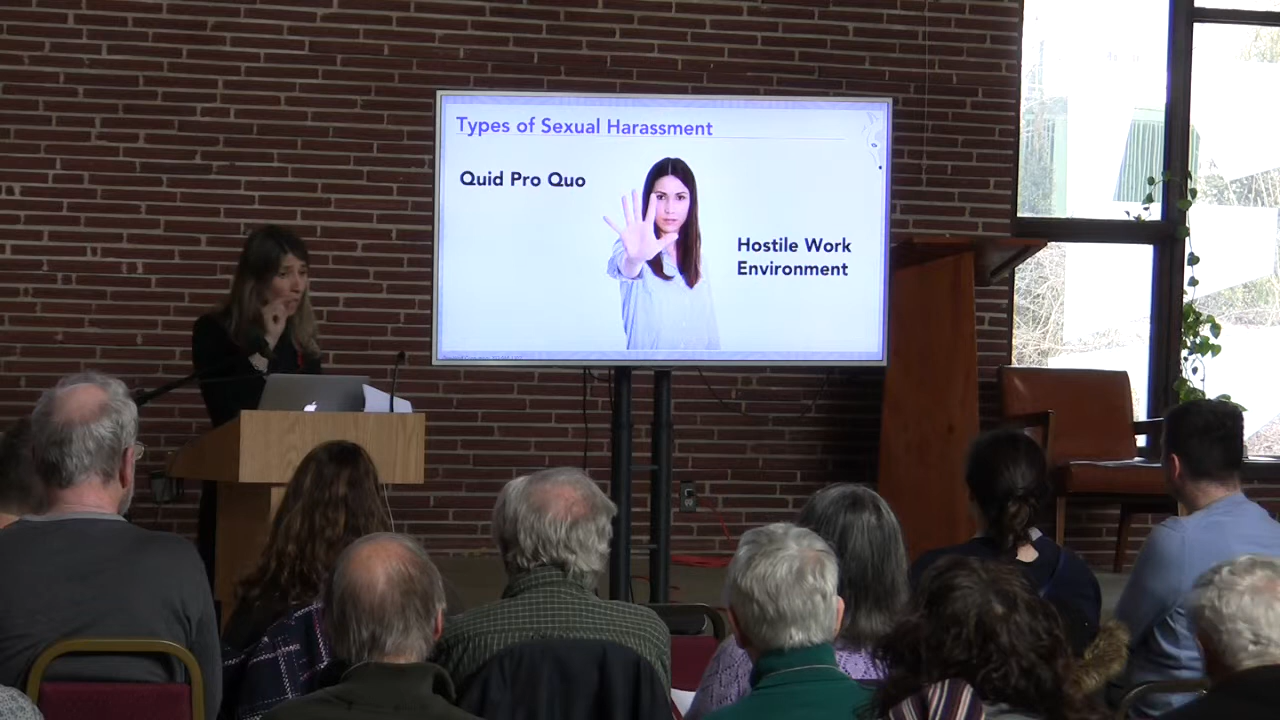 Types of Sexual Harassment
Quid Pro Quo
Hostile Work
Environment